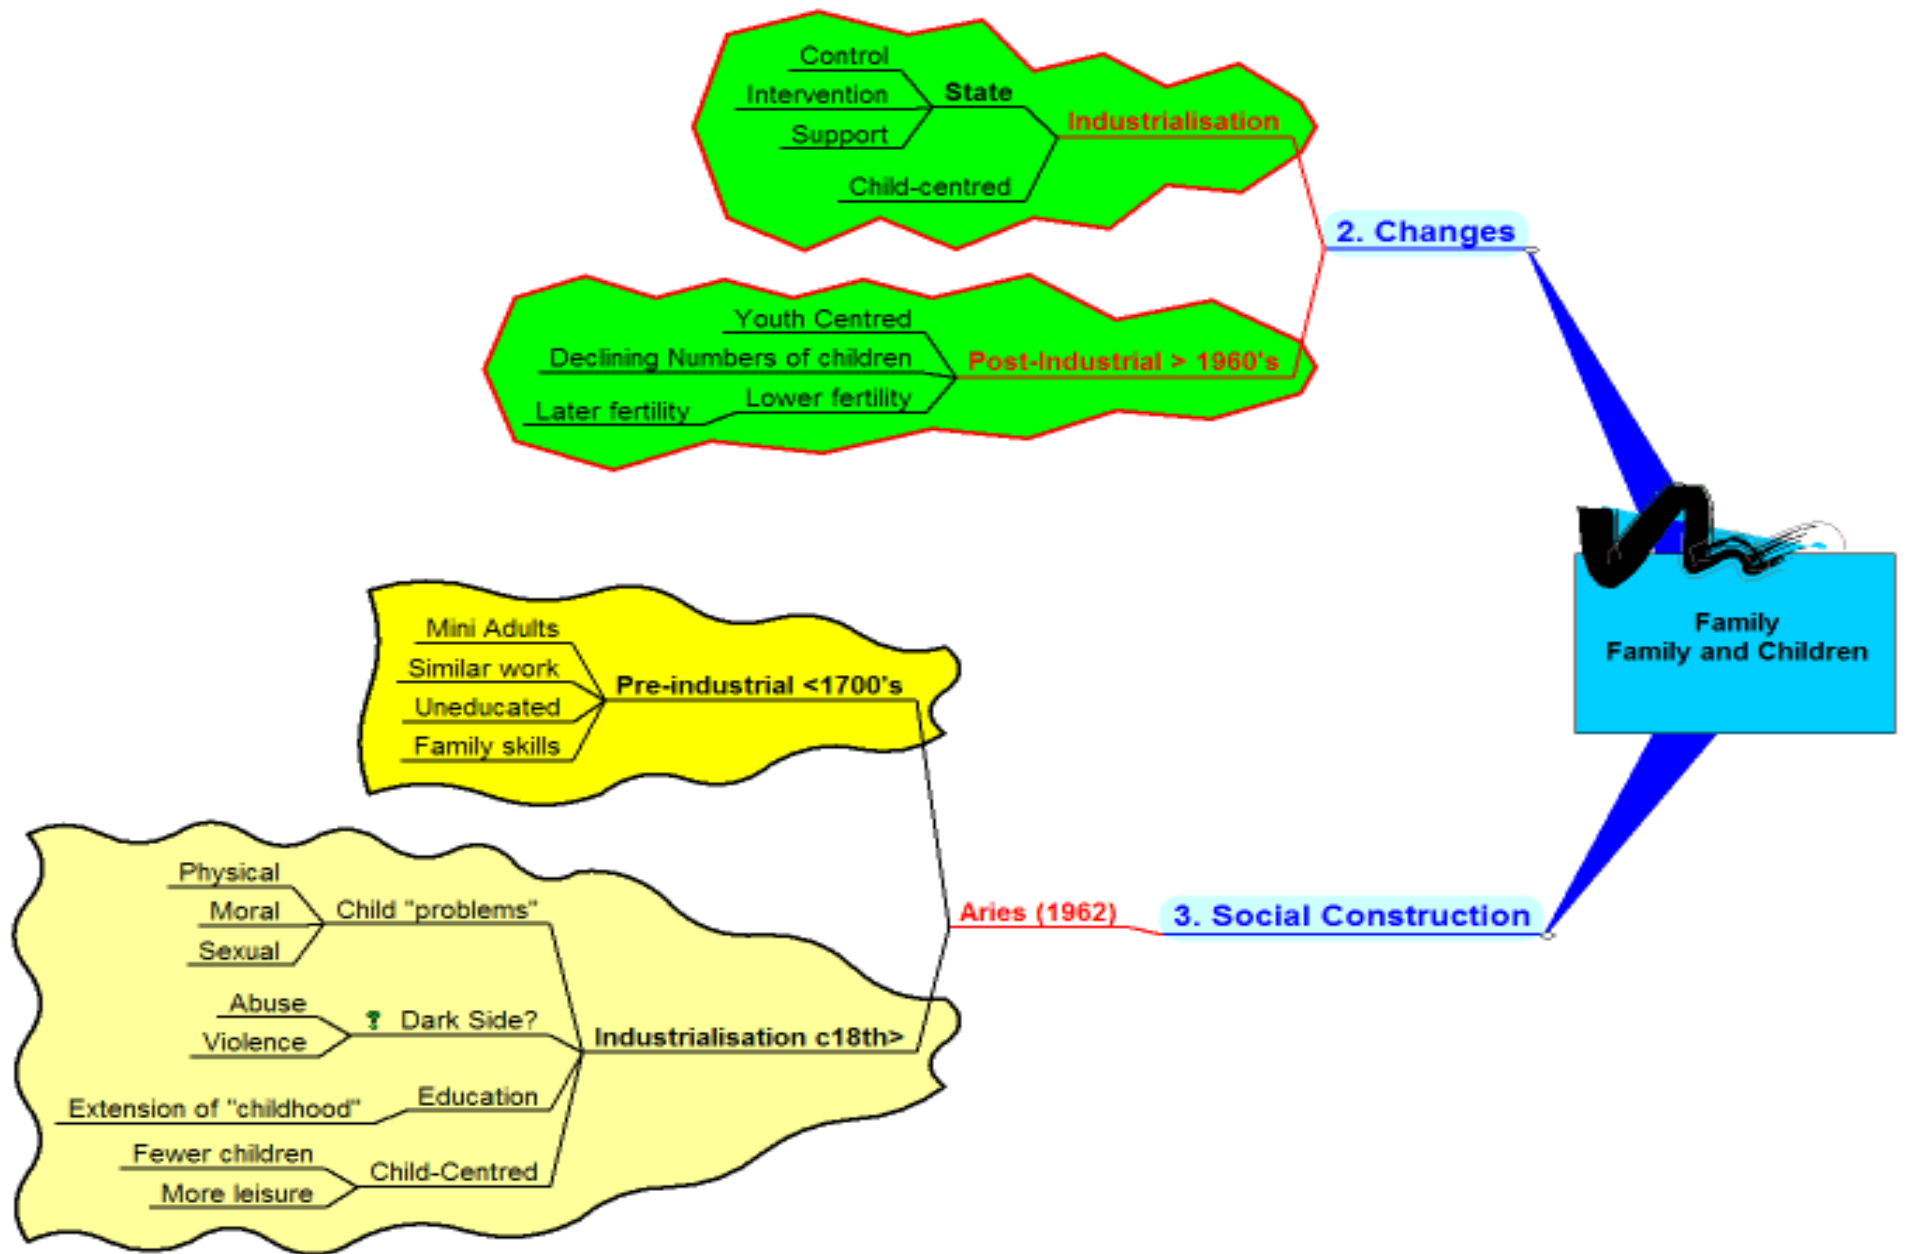 Control
Intervention
Support
State
Child-centred
Industrialisation
2. Changes
Youth Centred
Declining Numbers of children
Later fertility
Lower fertility
Post-Industrial > 1960's
Family
Family and Children
Mini Adults
Similar work
Uneducated
Family skills
Pre-industrial <1700's
Aries (1962)
3. Social Construction
Physical
Moral
Sexual
Child "problems"
Abuse
Violence
? Dark Side?
Industrialisation c18th>
Extension of "childhood"
Education
Fewer children
More leisure
Child-Centred